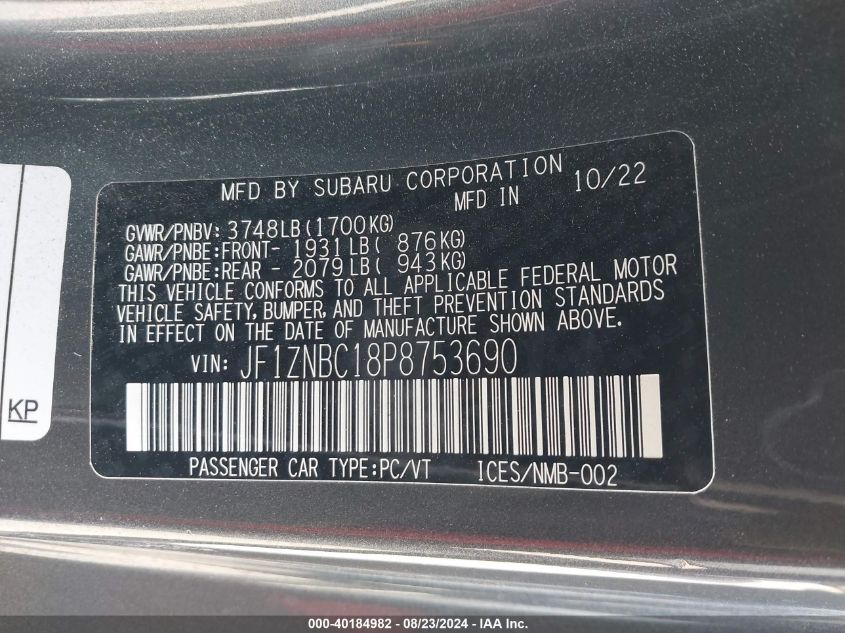 MFD BY SUBARU CORPORATION
MFD IN 10/22
GVWR/PNBV: 3748LB(1700KG)
GAWR/PNBE:FRONT- 1931LB( 876KG)
GAWR/PNBE:REAR - 2079LB( 943KG)
THIS VEHICLE CONFORMS TO ALL APPLICABLE FEDERAL MOTOR
VEHICLE SAFETY, BUMPER, AND THEFT PREVENTION STANDARDS
IN EFFECT ON THE DATE OF MANUFACTURE SHOWN ABOVE.
VIN: JF1ZNBC18P8753690
PASSENGER CAR TYPE:PC/VT ICES/NMB-002
KP
000-40184982 - 08/23/2024 - IAA Inc.